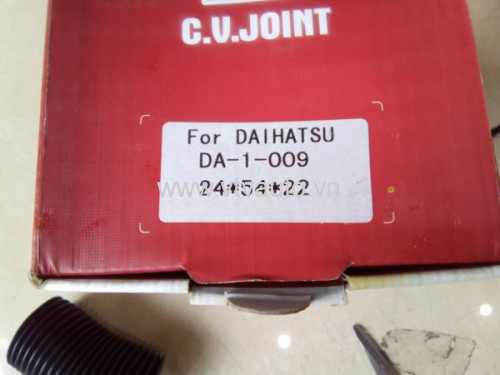 C.V.JOINT
For DAIHATSU
DA-1-009
24*54*22